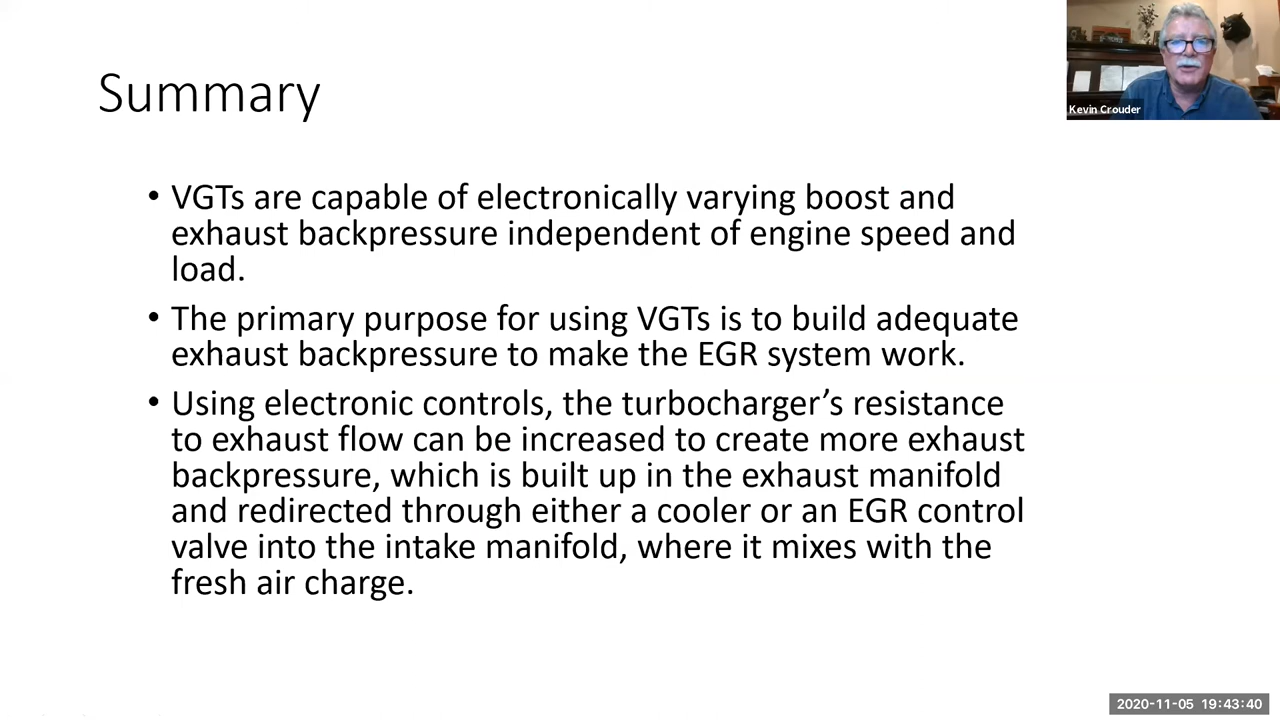 Summary
• VGTs are capable of electronically varying boost and
exhaust backpressure independent of engine speed and
load.
• The primary purpose for using VGTs is to build adequate
exhaust backpressure to make the EGR system work.
• Using electronic controls, the turbocharger’s resistance
to exhaust flow can be increased to create more exhaust
backpressure, which is built up in the exhaust manifold
and redirected through either a cooler or an EGR control
valve into the intake manifold, where it mixes with the
fresh air charge.
Kevin Crouder
2020-11-05 19:43:40